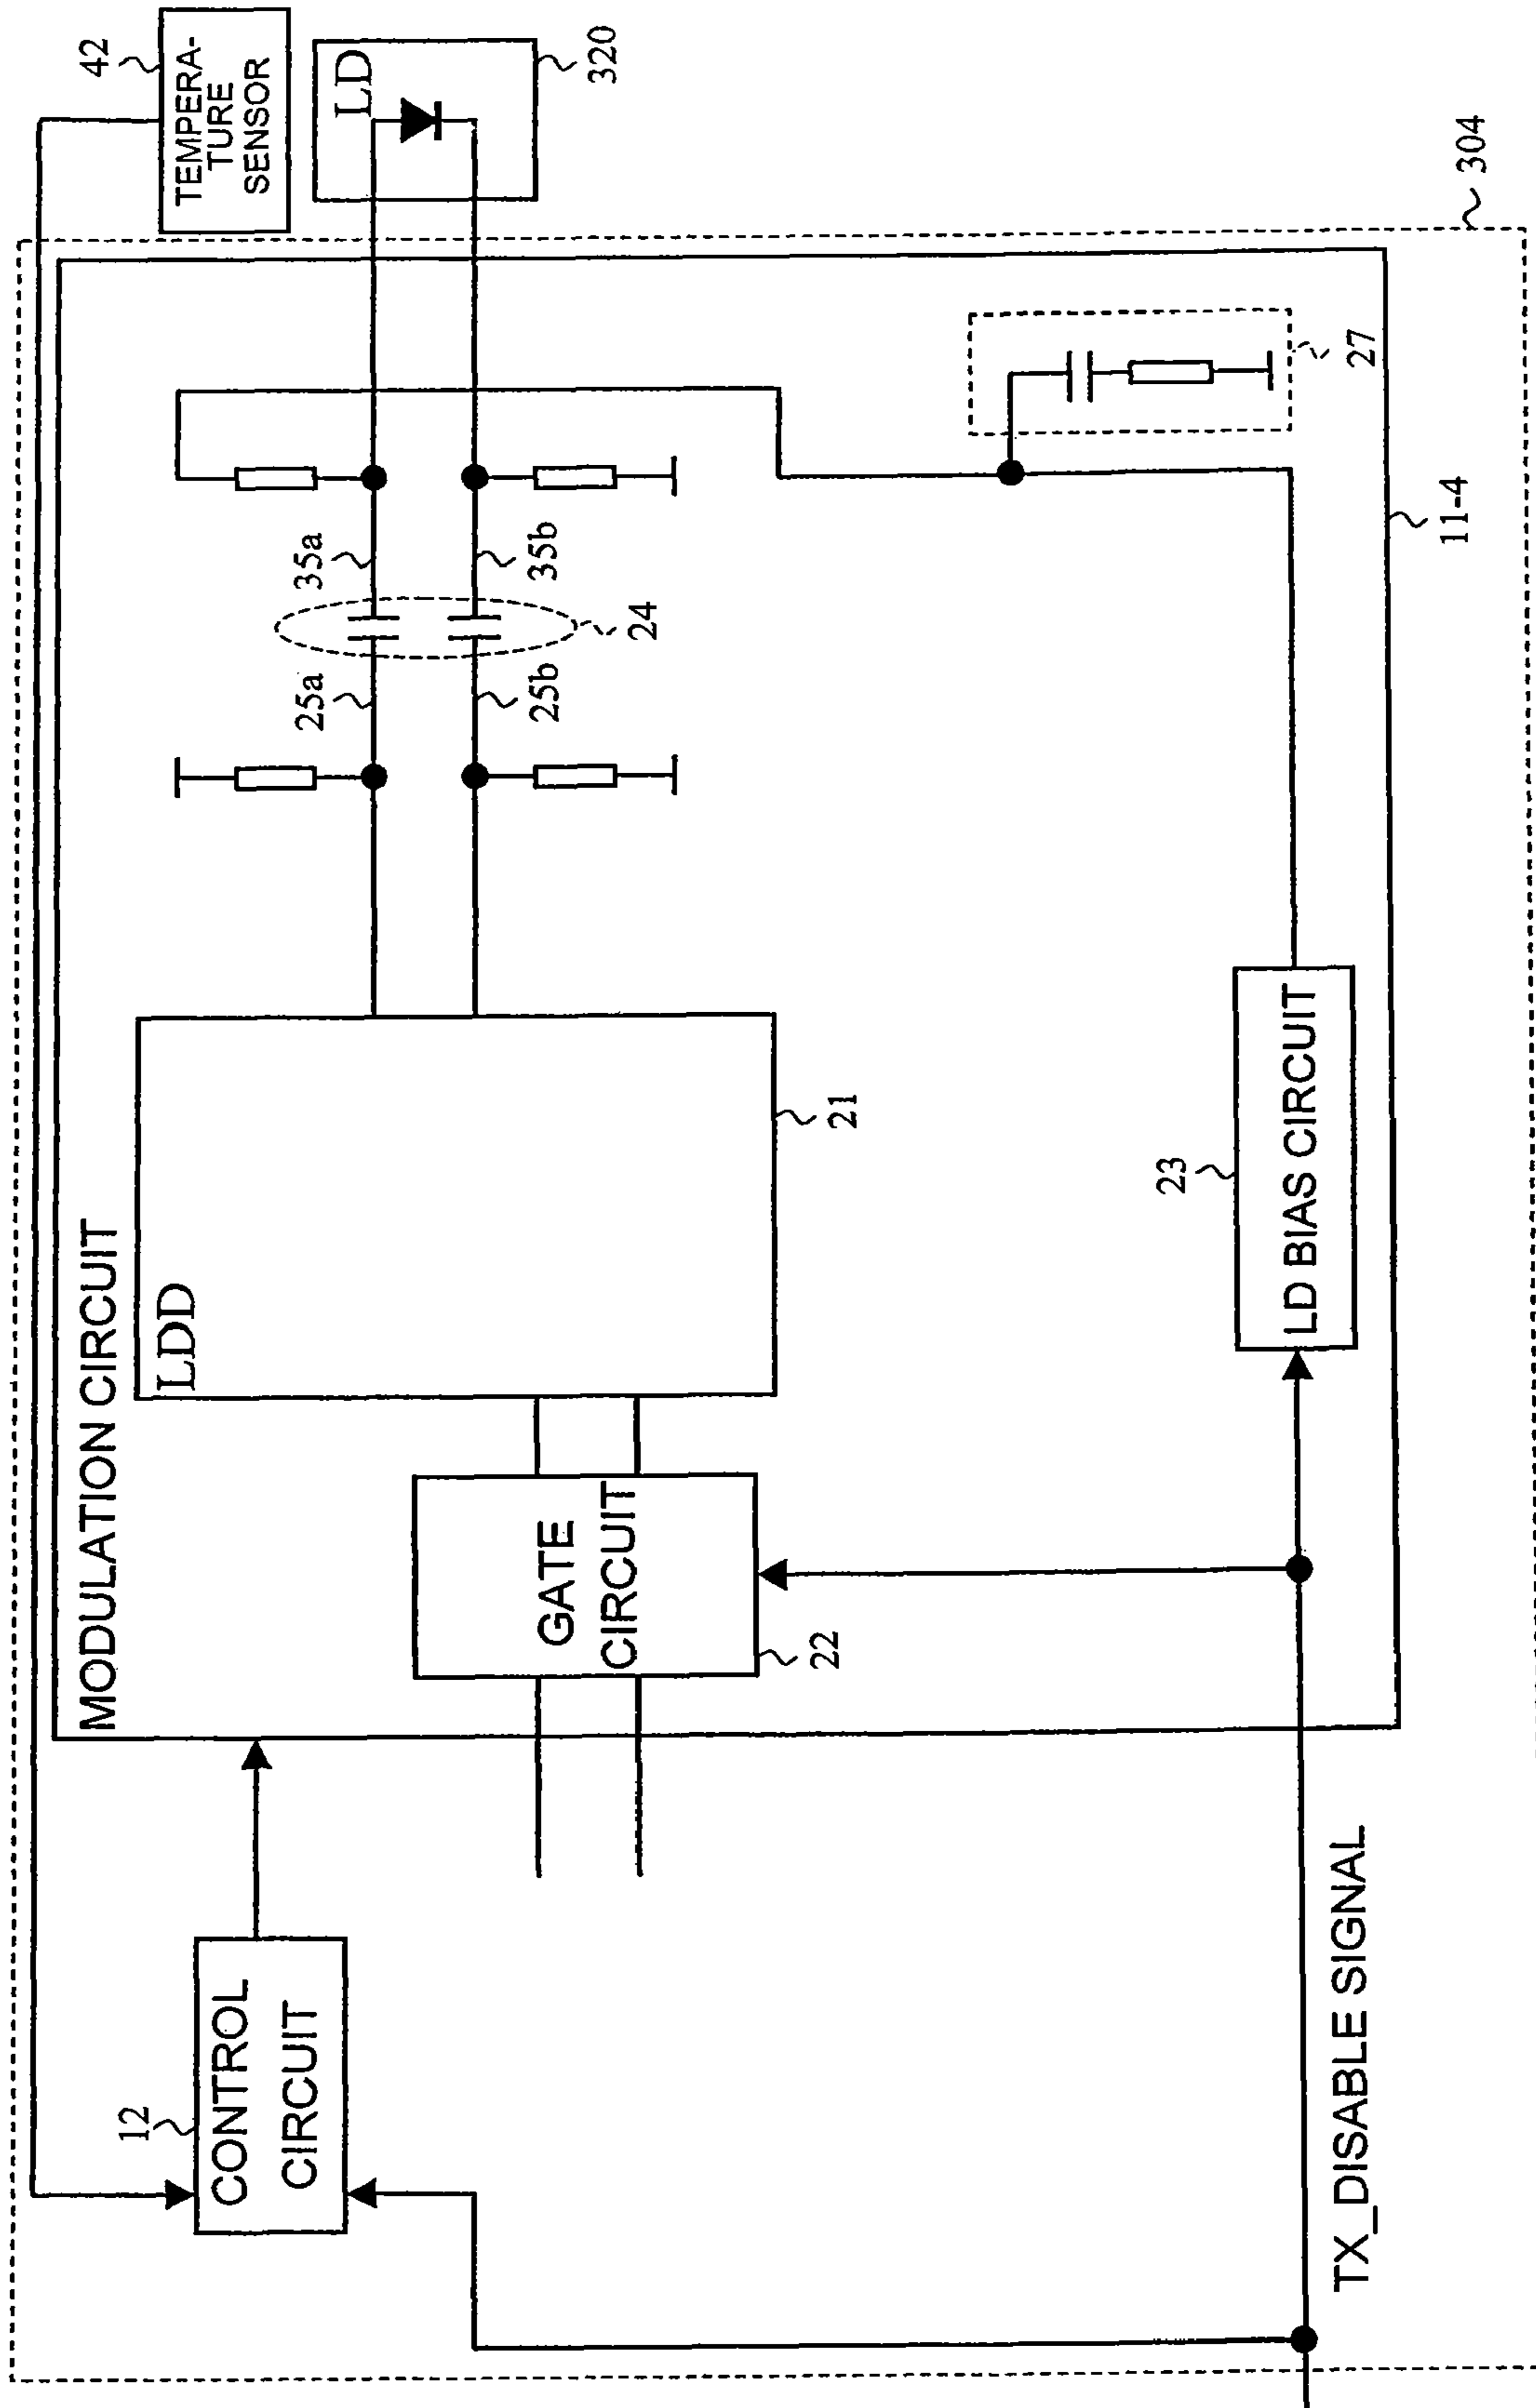 42
TEMPERA-
TURE
SENSOR
LD
320
304
MODULATION CIRCUIT
12
CONTROL
CIRCUIT
GATE
CIRCUIT
22
LDD
21
25a
25b
24
35a
35b
27
11-4
23
LD BIAS CIRCUIT
TX_DISABLE SIGNAL